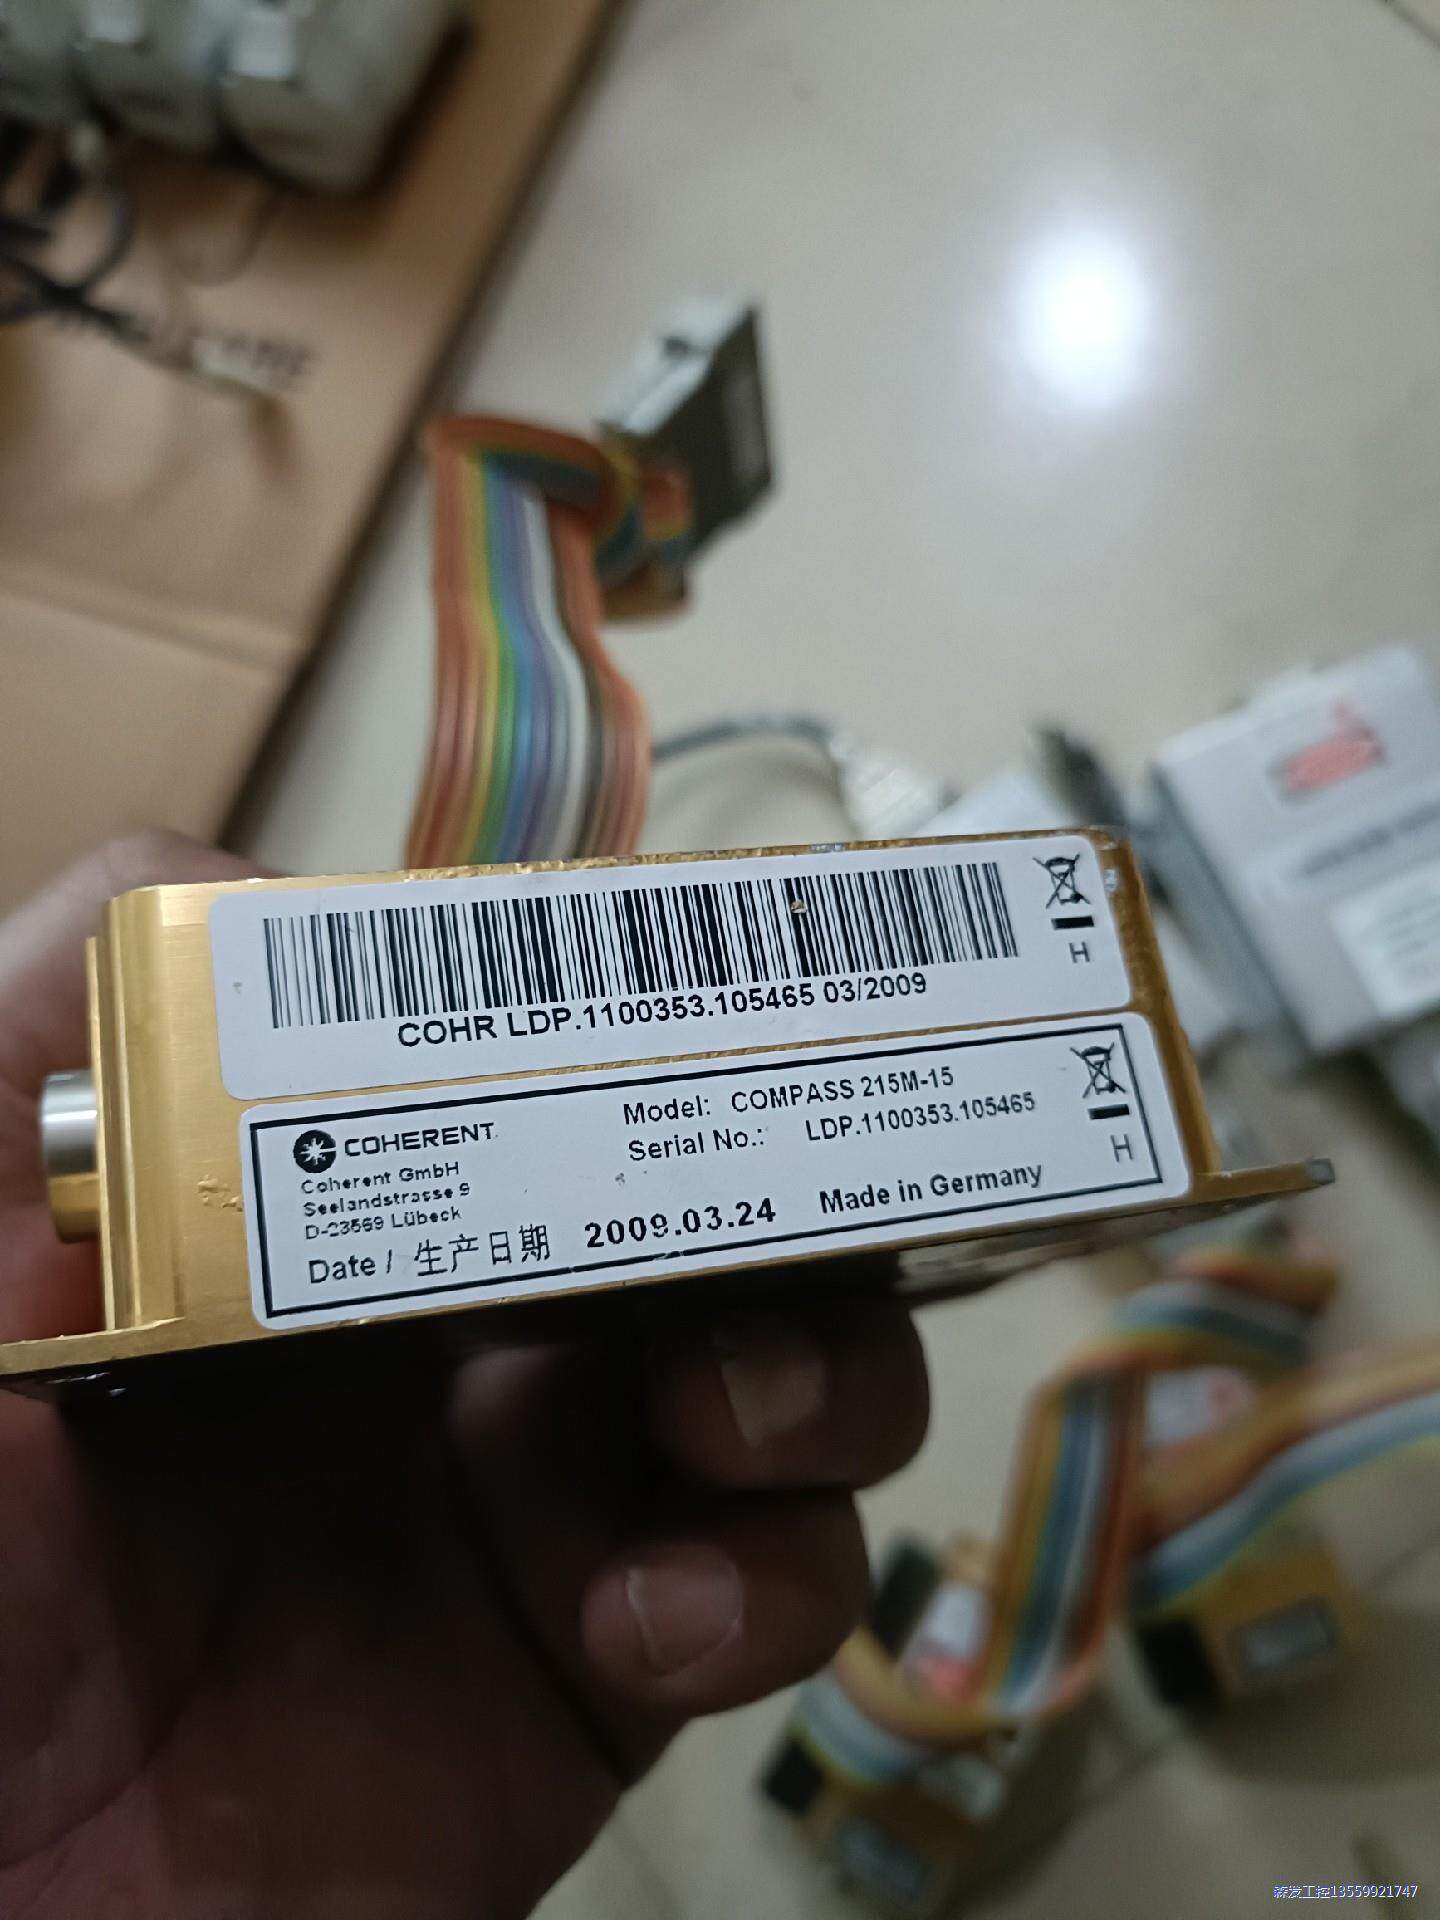 COHR LDP.1100353.105465 03/2009
H
COHERENT
Coherent GmbH
Seelandstrasse 9
D-23569 Lübeck
Model: COMPASS 215M-15
Serial No.: LDP.1100353.105465
H
Date / 生产日期 2009.03.24 Made in Germany
森发工控13559921747